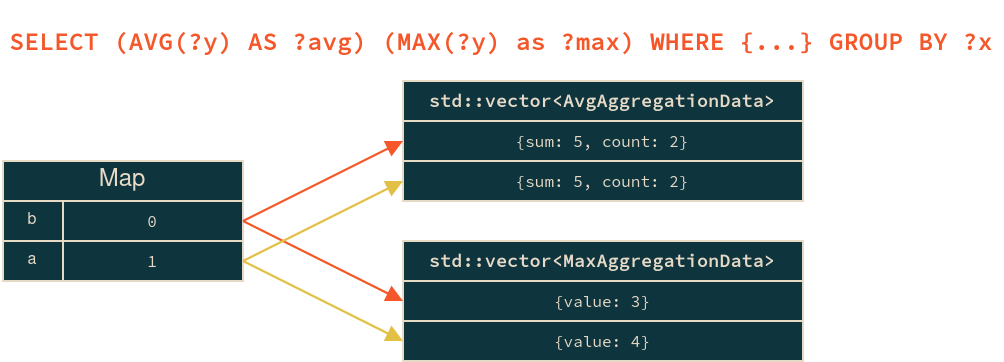 SELECT (AVG(?y) AS ?avg) (MAX(?y) as ?max) WHERE {...} GROUP BY ?x
std::vector<AvgAggregationData>
{sum: 5, count: 2}
{sum: 5, count: 2}
Map
b 0
a 1
std::vector<MaxAggregationData>
{value: 3}
{value: 4}